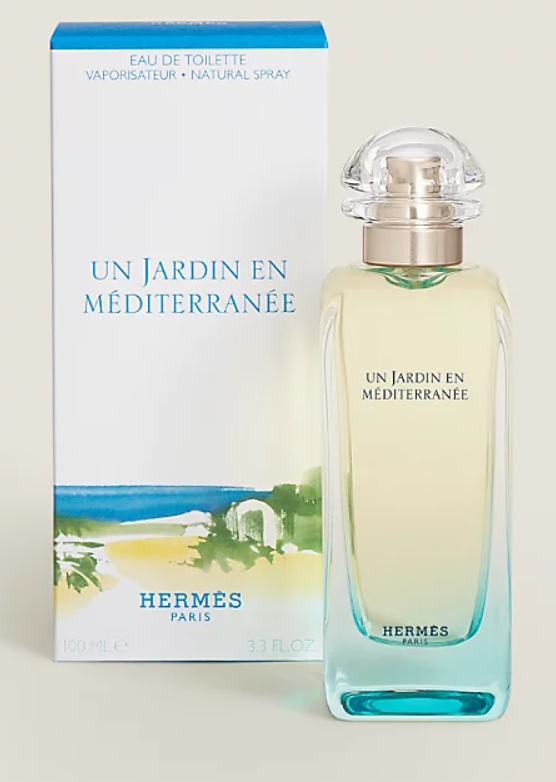 HERMÈS
EAU DE TOILETTE
VAPORISATEUR • NATURAL SPRAY
UN JARDIN EN
MÉDITERRANÉE
HERMÈS
PARIS
100 ML ℮
3.3 FL.OZ
UN JARDIN EN
MÉDITERRANÉE
HERMÈS
PARIS